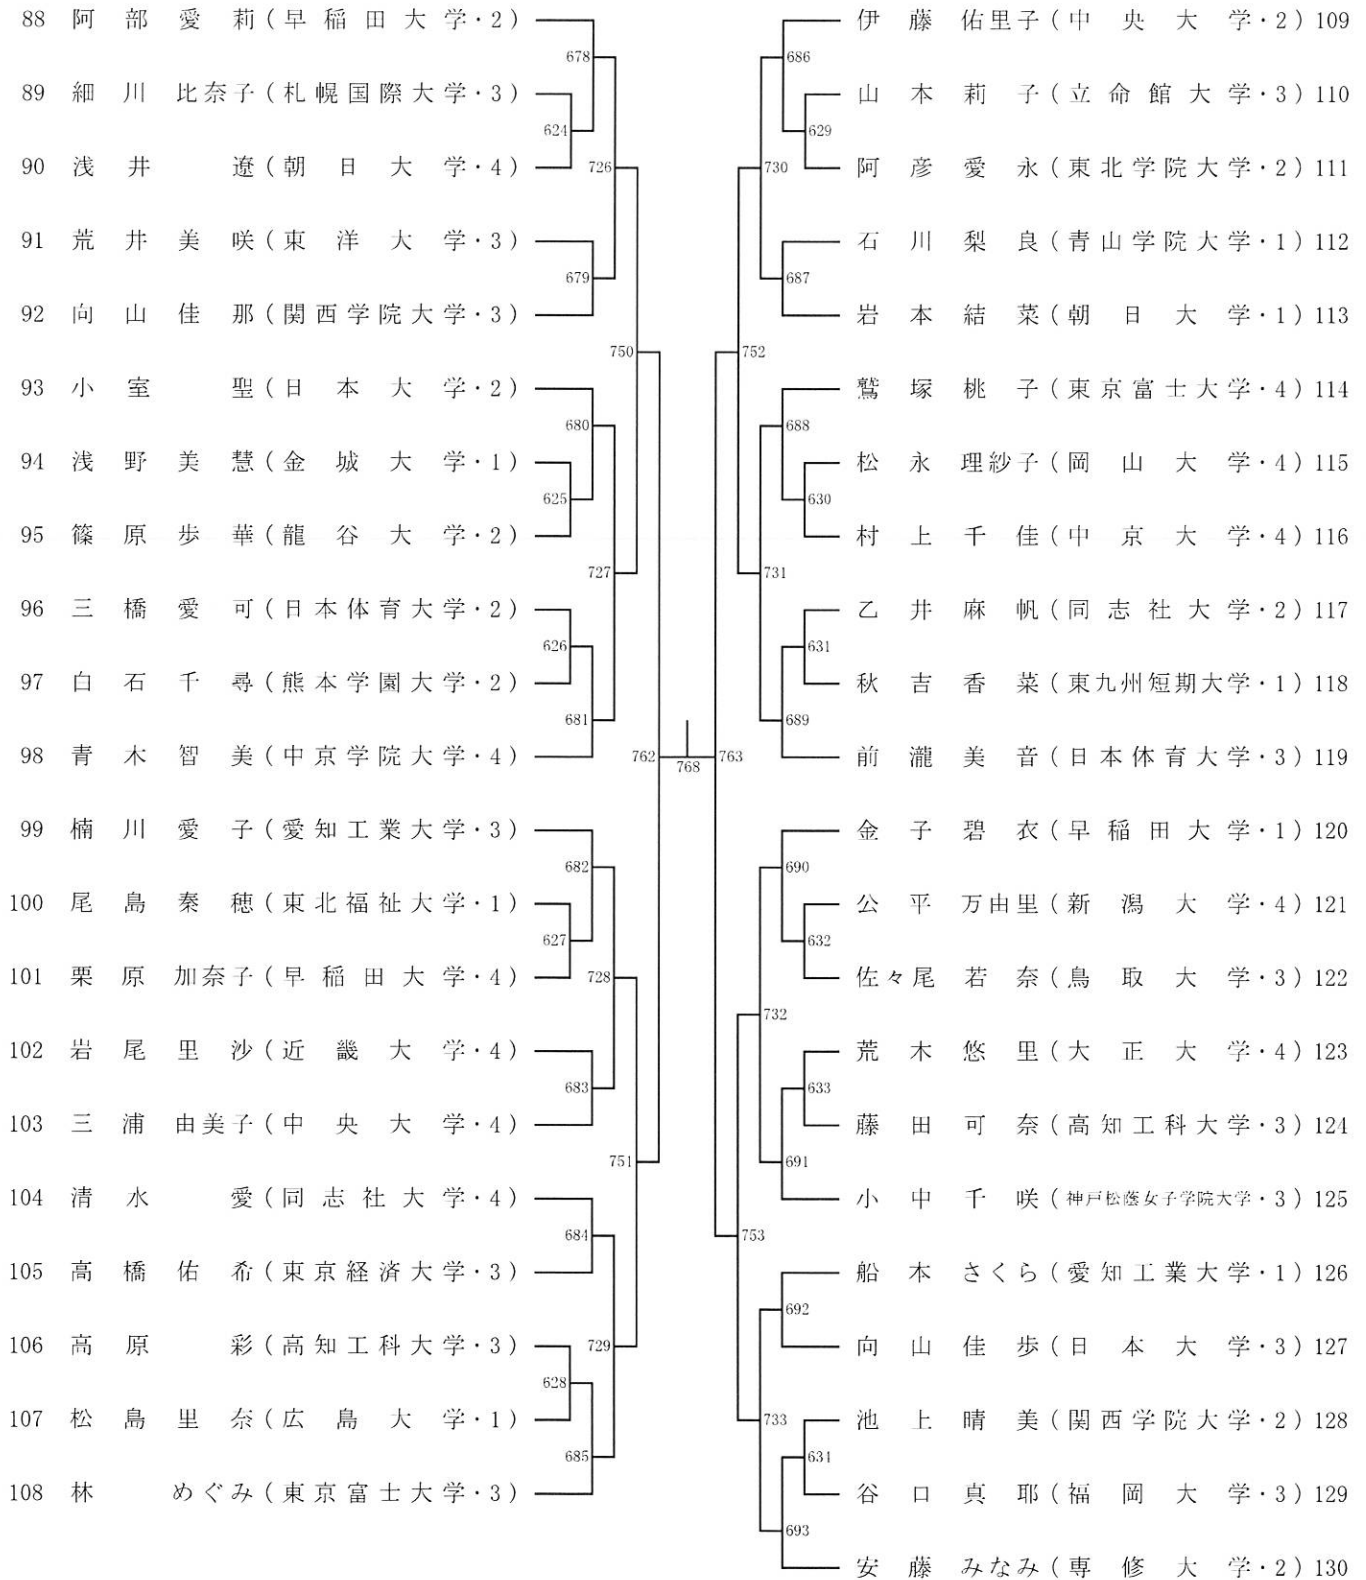 88 阿部愛莉(早稲田大学・2)
678
89 細川比奈子(札幌国際大学・3)
624
90 浅井遼(朝日大学・4)
726
91 荒井美咲(東洋大学・3)
679
92 向山佳那(関西学院大学・3)
750
93 小室聖(日本大学・2)
680
94 浅野美慧(金城大学・1)
625
95 篠原歩華(龍谷大学・2)
727
96 三橋愛可(日本体育大学・2)
626
97 白石千尋(熊本学園大学・2)
681
98 青木智美(中京学院大学・4)
762
768
763
99 楠川愛子(愛知工業大学・3)
682
100 尾島秦穂(東北福祉大学・1)
627
101 栗原加奈子(早稲田大学・4)
728
102 岩尾里沙(近畿大学・4)
683
103 三浦由美子(中央大学・4)
751
104 清水愛(同志社大学・4)
684
105 高橋佑希(東京経済大学・3)
106 高原彩(高知工科大学・3)
729
628
107 松島里奈(広島大学・1)
685
108 林めぐみ(東京富士大学・3)
伊藤佑里子(中央大学・2) 109
686
山本莉子(立命館大学・3) 110
629
阿彦愛永(東北学院大学・2) 111
730
石川梨良(青山学院大学・1) 112
687
岩本結菜(朝日大学・1) 113
752
鷲塚桃子(東京富士大学・4) 114
688
松永理紗子(岡山大学・4) 115
630
村上千佳(中京大学・4) 116
731
乙井麻帆(同志社大学・2) 117
631
秋吉香菜(東九州短期大学・1) 118
689
前瀧美音(日本体育大学・3) 119
金子碧衣(早稲田大学・1) 120
690
公平万由里(新潟大学・4) 121
632
佐々尾若奈(鳥取大学・3) 122
732
荒木悠里(大正大学・4) 123
633
藤田可奈(高知工科大学・3) 124
691
小中千咲(神戸松蔭女子学院大学・3) 125
753
船本さくら(愛知工業大学・1) 126
692
向山佳歩(日本大学・3) 127
733
池上晴美(関西学院大学・2) 128
631
谷口真耶(福岡大学・3) 129
693
安藤みなみ(専修大学・2) 130